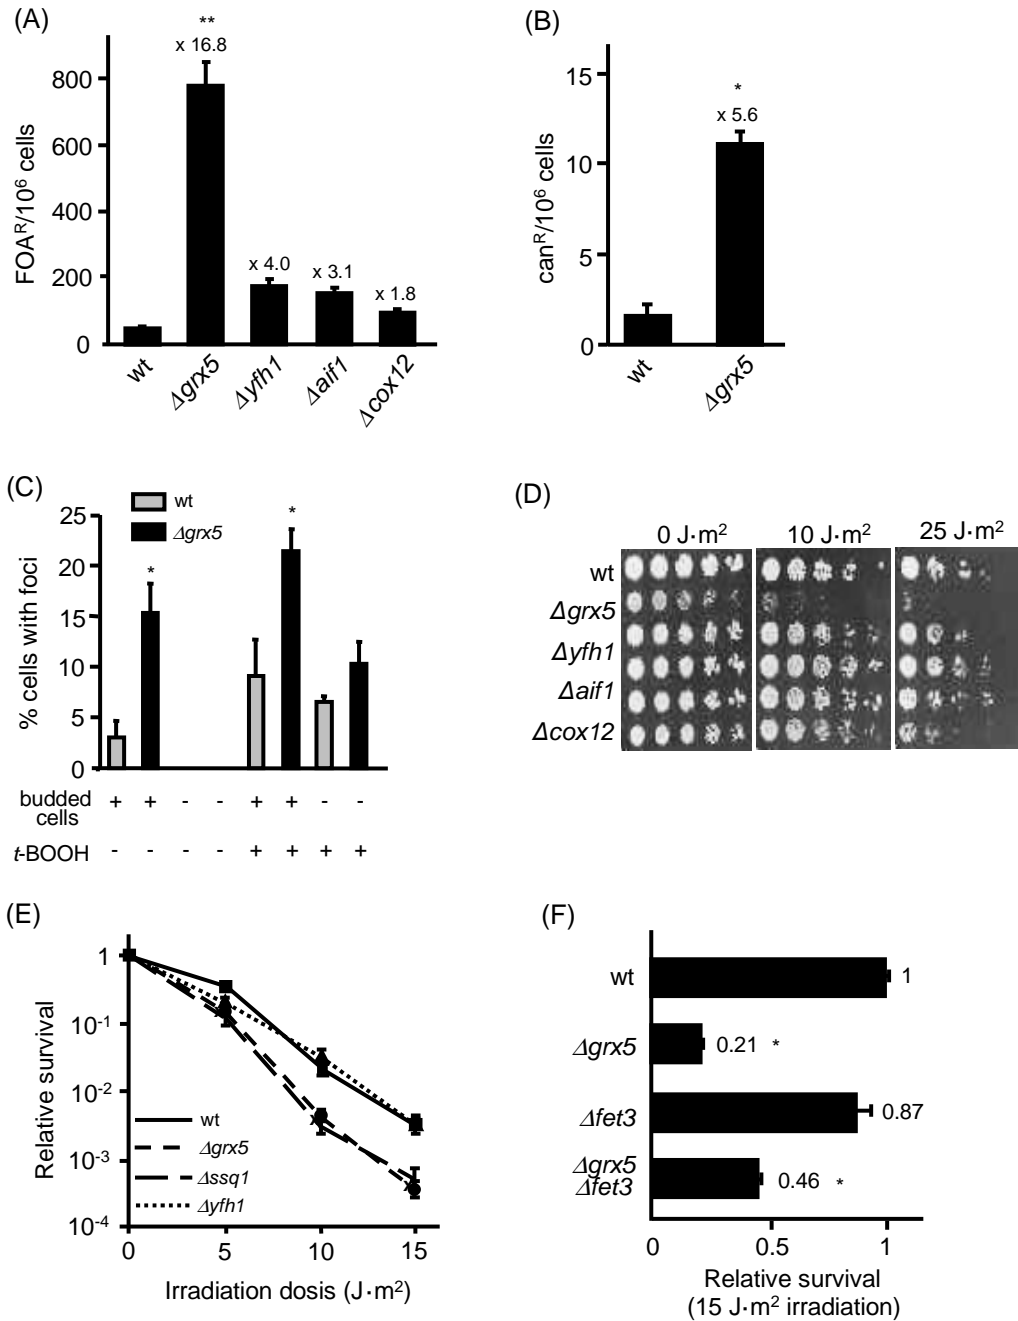 (A)
**
x 16.8
800
600
400
200
0
FOAᴿ/10⁶ cells
x 4.0
x 3.1
x 1.8
wt
Δgrx5
Δyfh1
Δaif1
Δcox12
(B)
*
x 5.6
15
10
5
0
canᴿ/10⁶ cells
wt
Δgrx5
(C)
wt
Δgrx5
25
20
15
10
5
0
% cells with foci
*
*
budded cells + + - - + + - -
t-BOOH - - - - + + + +
(D)
0 J·m² 10 J·m² 25 J·m²
wt
Δgrx5
Δyfh1
Δaif1
Δcox12
(E)
1
10⁻¹
10⁻²
10⁻³
10⁻⁴
Relative survival
wt
Δgrx5
Δssq1
Δyfh1
0 5 10 15
Irradiation dosis (J·m²)
(F)
wt 1
Δgrx5 0.21 *
Δfet3 0.87
Δgrx5
Δfet3 0.46 *
0 0.5 1
Relative survival
(15 J·m² irradiation)